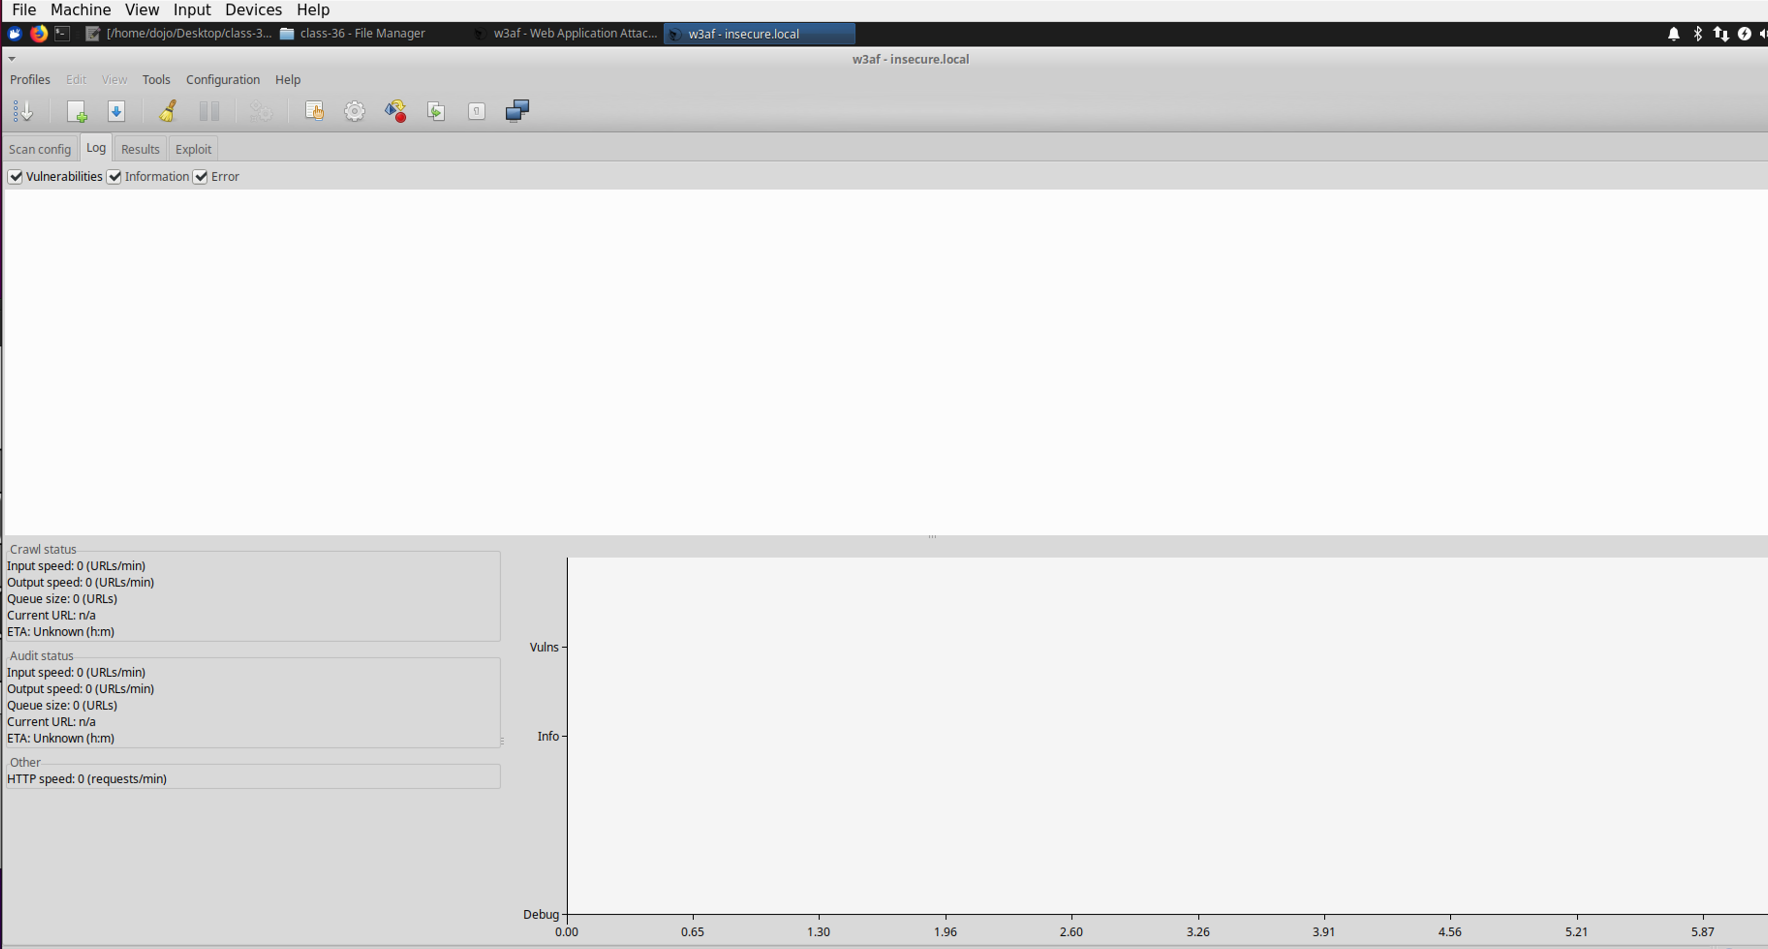 File Machine View Input Devices Help
[/home/dojo/Desktop/class-3... class-36 - File Manager w3af - Web Application Attac... w3af - insecure.local
w3af - insecure.local
Profiles Edit View Tools Configuration Help
Scan config Log Results Exploit
Vulnerabilities Information Error
Crawl status
Input speed: 0 (URLs/min)
Output speed: 0 (URLs/min)
Queue size: 0 (URLs)
Current URL: n/a
ETA: Unknown (h:m)
Audit status
Input speed: 0 (URLs/min)
Output speed: 0 (URLs/min)
Queue size: 0 (URLs)
Current URL: n/a
ETA: Unknown (h:m)
Other
HTTP speed: 0 (requests/min)
Vulns
Info
Debug
0.00 0.65 1.30 1.96 2.60 3.26 3.91 4.56 5.21 5.87